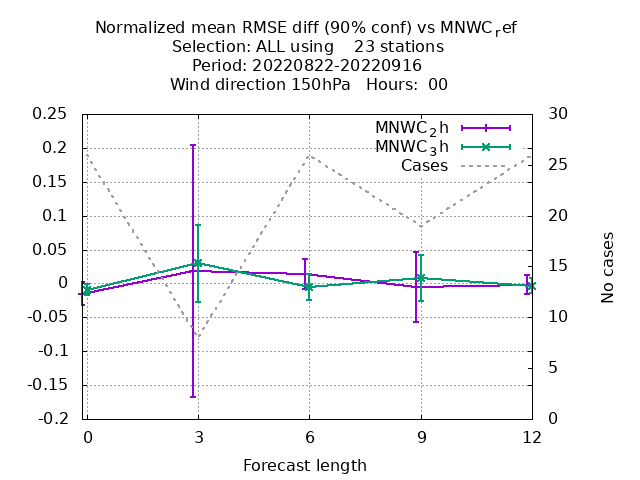 Normalized mean RMSE diff (90% conf) vs MNWC_ref
Selection: ALL using    23 stations
Period: 20220822-20220916
Wind direction 150hPa   Hours:  00
0.25
0.2
0.15
0.1
0.05
0
-0.05
-0.1
-0.15
-0.2
30
25
20
15
10
5
0
MNWC_2h
MNWC_3h
Cases
No cases
0 3 6 9 12
Forecast length